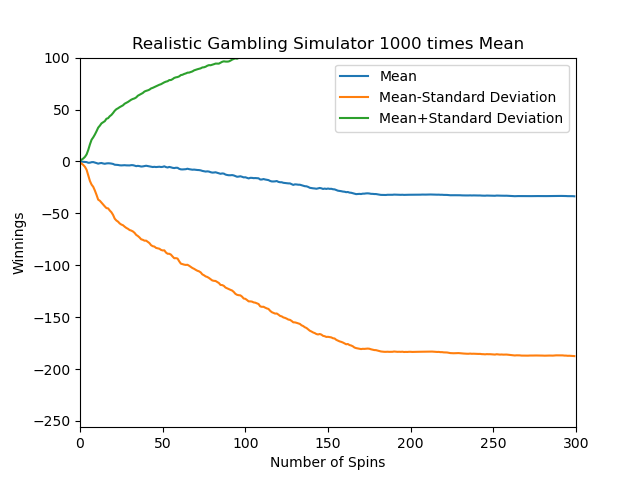 Realistic Gambling Simulator 1000 times Mean
Mean
Mean-Standard Deviation
Mean+Standard Deviation
Winnings
100
50
0
−50
−100
−150
−200
−250
0 50 100 150 200 250 300
Number of Spins